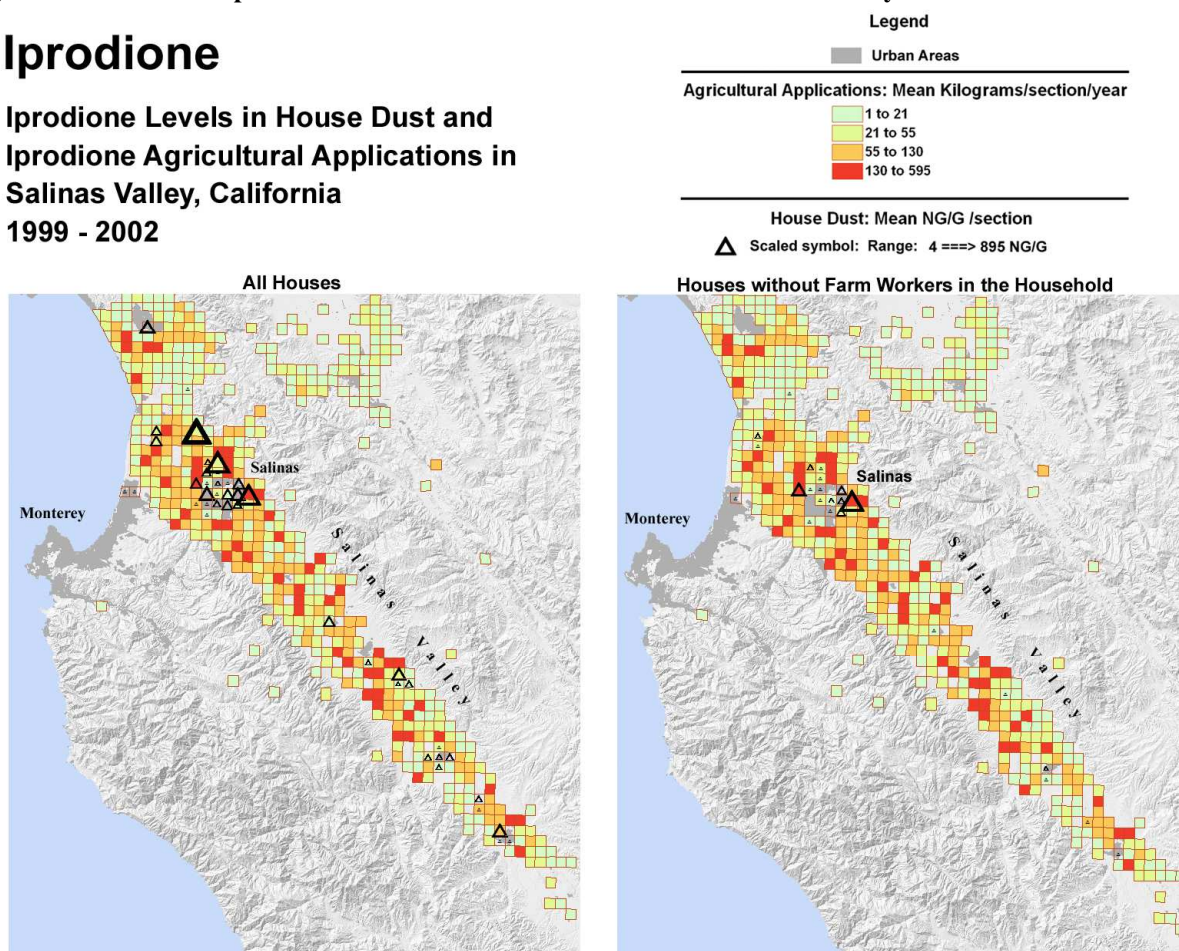 Iprodione
Iprodione Levels in House Dust and
Iprodione Agricultural Applications in
Salinas Valley, California
1999 - 2002
Legend
Urban Areas
Agricultural Applications: Mean Kilograms/section/year
1 to 21
21 to 55
55 to 130
130 to 595
House Dust: Mean NG/G /section
Scaled symbol: Range: 4 ===> 895 NG/G
All Houses
Salinas
Monterey
Salinas Valley
Houses without Farm Workers in the Household
Salinas
Monterey
Salinas Valley